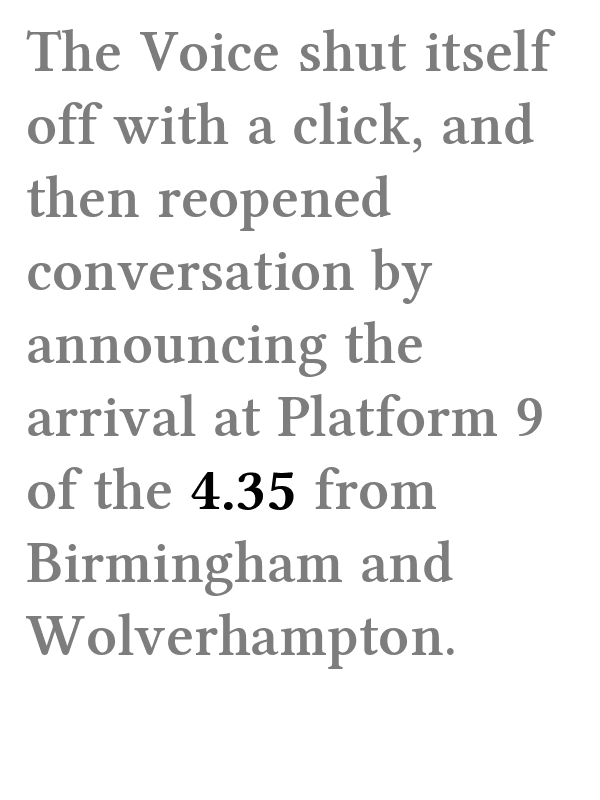 The Voice shut itself
off with a click, and
then reopened
conversation by
announcing the
arrival at Platform 9
of the 4.35 from
Birmingham and
Wolverhampton.